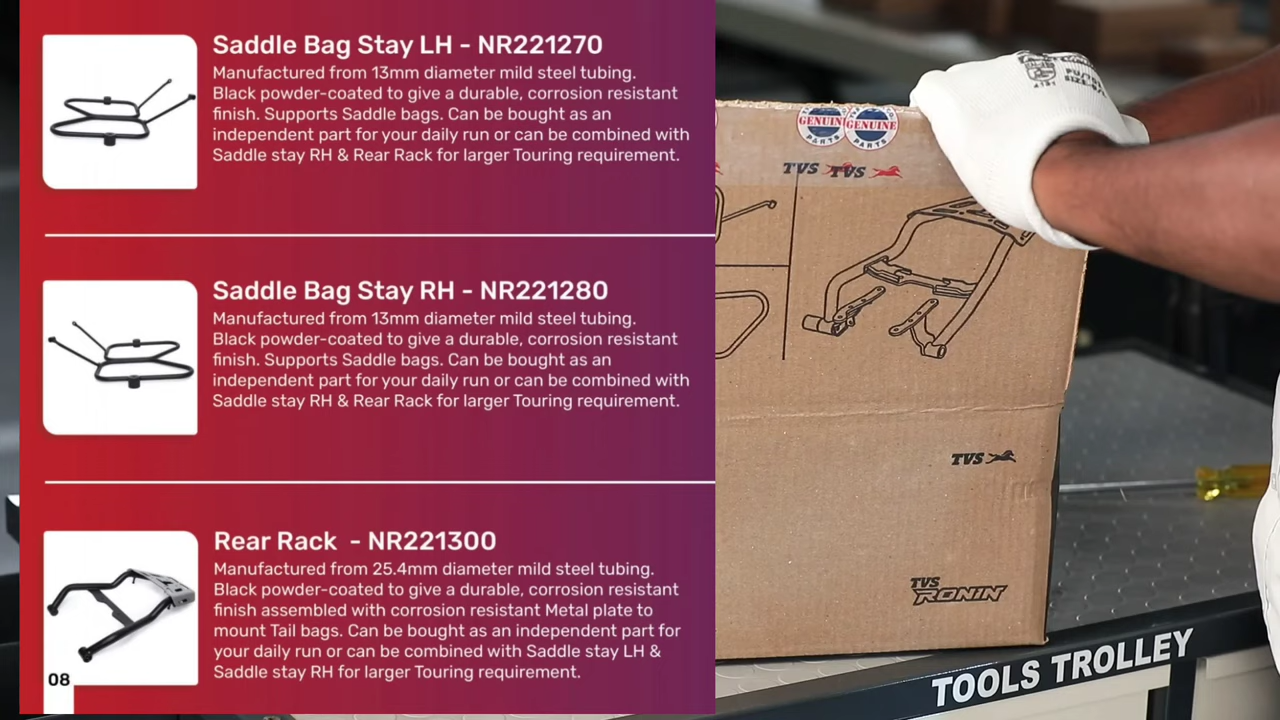 Saddle Bag Stay LH - NR221270
Manufactured from 13mm diameter mild steel tubing.
Black powder-coated to give a durable, corrosion resistant
finish. Supports Saddle bags. Can be bought as an
independent part for your daily run or can be combined with
Saddle stay RH & Rear Rack for larger Touring requirement.
Saddle Bag Stay RH - NR221280
Manufactured from 13mm diameter mild steel tubing.
Black powder-coated to give a durable, corrosion resistant
finish. Supports Saddle bags. Can be bought as an
independent part for your daily run or can be combined with
Saddle stay RH & Rear Rack for larger Touring requirement.
Rear Rack - NR221300
Manufactured from 25.4mm diameter mild steel tubing.
Black powder-coated to give a durable, corrosion resistant
finish assembled with corrosion resistant Metal plate to
mount Tail bags. Can be bought as an independent part for
your daily run or can be combined with Saddle stay LH &
Saddle stay RH for larger Touring requirement.
08
GENUINE GENUINE
PARTS PARTS
TVS TVS
TVS
TVS
RONIN
TOOLS TROLLEY